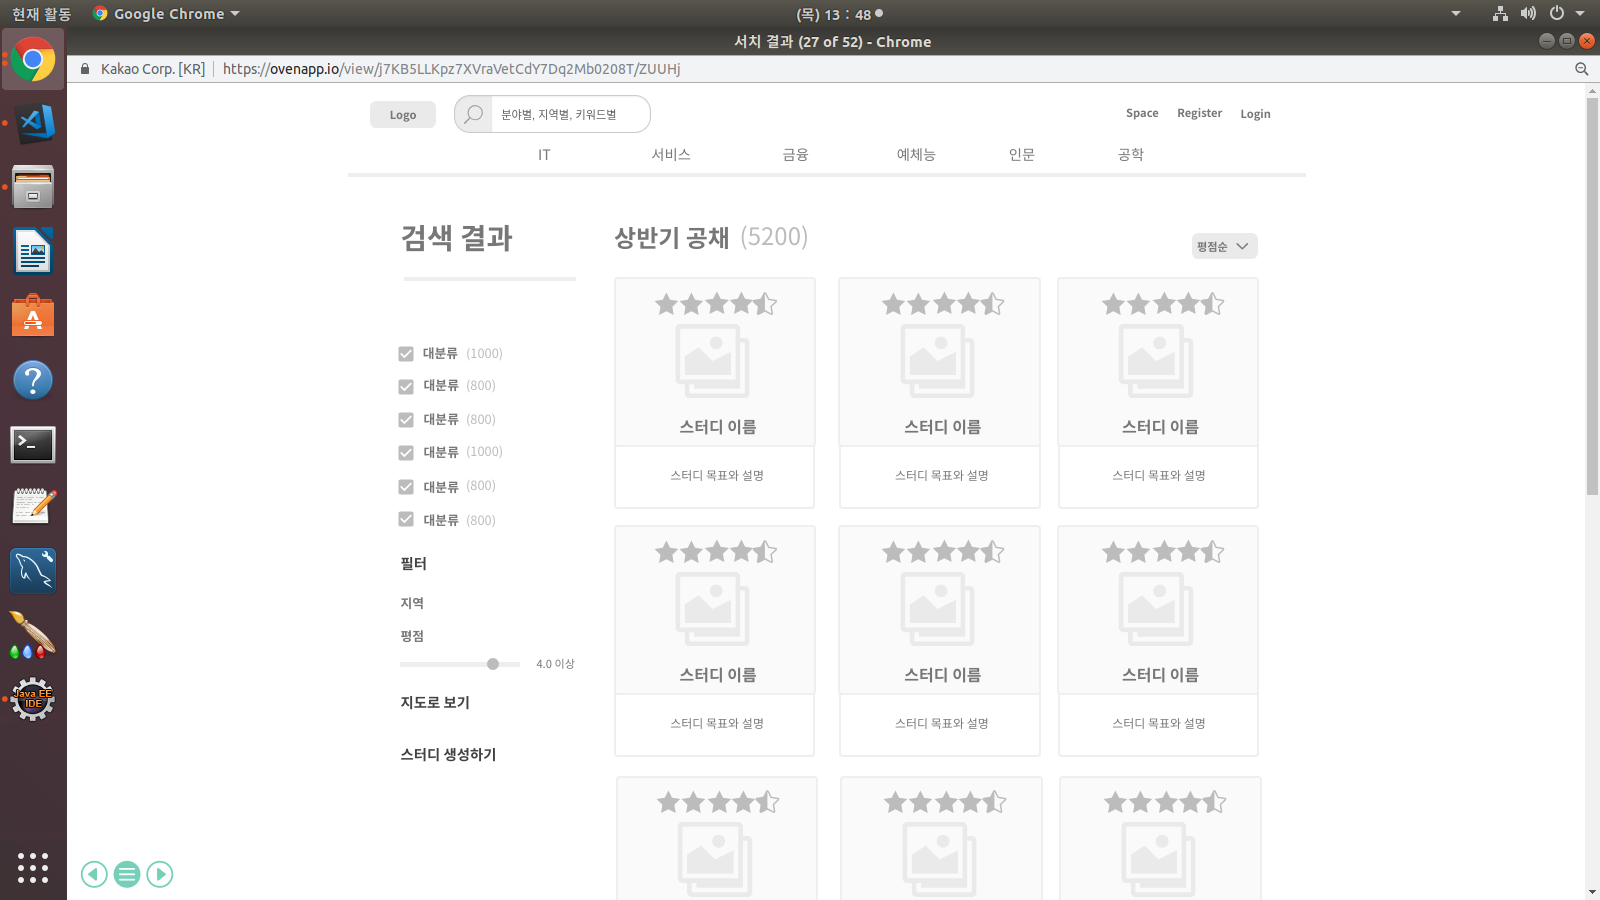 현재 활동 Google Chrome (목) 13 : 48
서치 결과 (27 of 52) - Chrome
Kakao Corp. [KR] https://ovenapp.io/view/j7KB5LLKpz7XVraVetCdY7Dq2Mb0208T/ZUUHj
Logo 분야별, 지역별, 키워드별 Space Register Login
IT 서비스 금융 예체능 인문 공학
검색 결과
상반기 공채 (5200)
평점순
대분류 (1000)
대분류 (800)
대분류 (800)
대분류 (1000)
대분류 (800)
대분류 (800)
필터
지역
평점
4.0 이상
지도로 보기
스터디 생성하기
스터디 이름 스터디 이름 스터디 이름
스터디 목표와 설명 스터디 목표와 설명 스터디 목표와 설명
스터디 이름 스터디 이름 스터디 이름
스터디 목표와 설명 스터디 목표와 설명 스터디 목표와 설명
Java EE
IDE